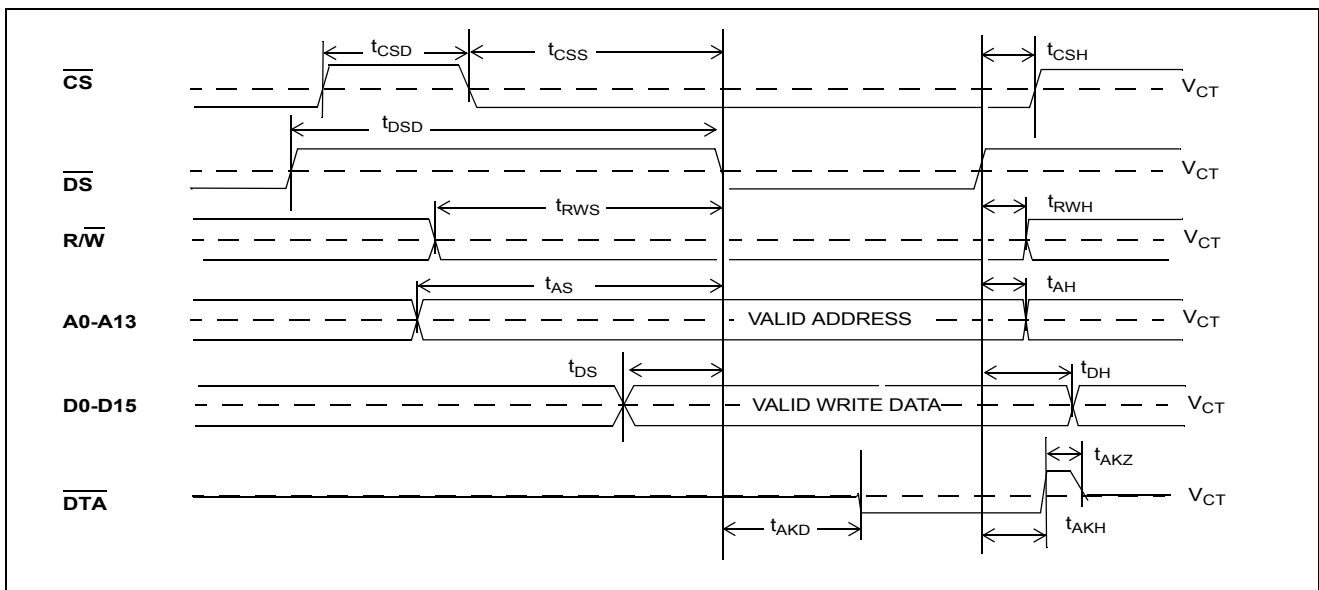 tCSD
tCSS
tCSH
CS
VCT
tDSD
DS
VCT
tRWS
tRWH
R/W
VCT
tAS
tAH
A0-A13
VALID ADDRESS
VCT
tDS
tDH
D0-D15
VALID WRITE DATA
VCT
tAKZ
DTA
VCT
tAKD
tAKH